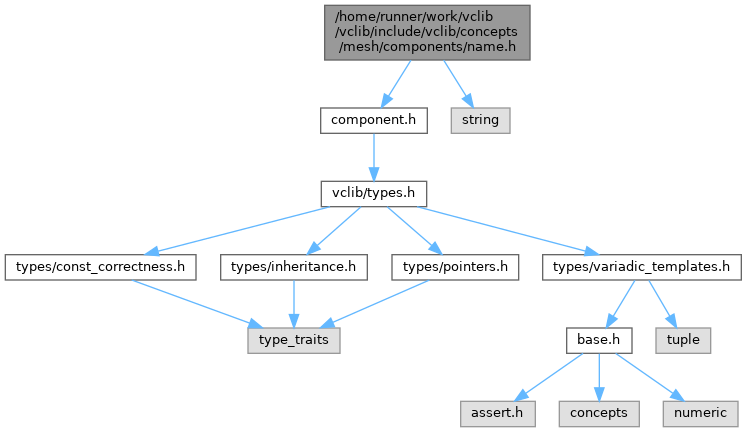 /home/runner/work/vclib
/vclib/include/vclib/concepts
/mesh/components/name.h
component.h
string
vclib/types.h
types/const_correctness.h
types/inheritance.h
types/pointers.h
types/variadic_templates.h
type_traits
base.h
tuple
assert.h
concepts
numeric